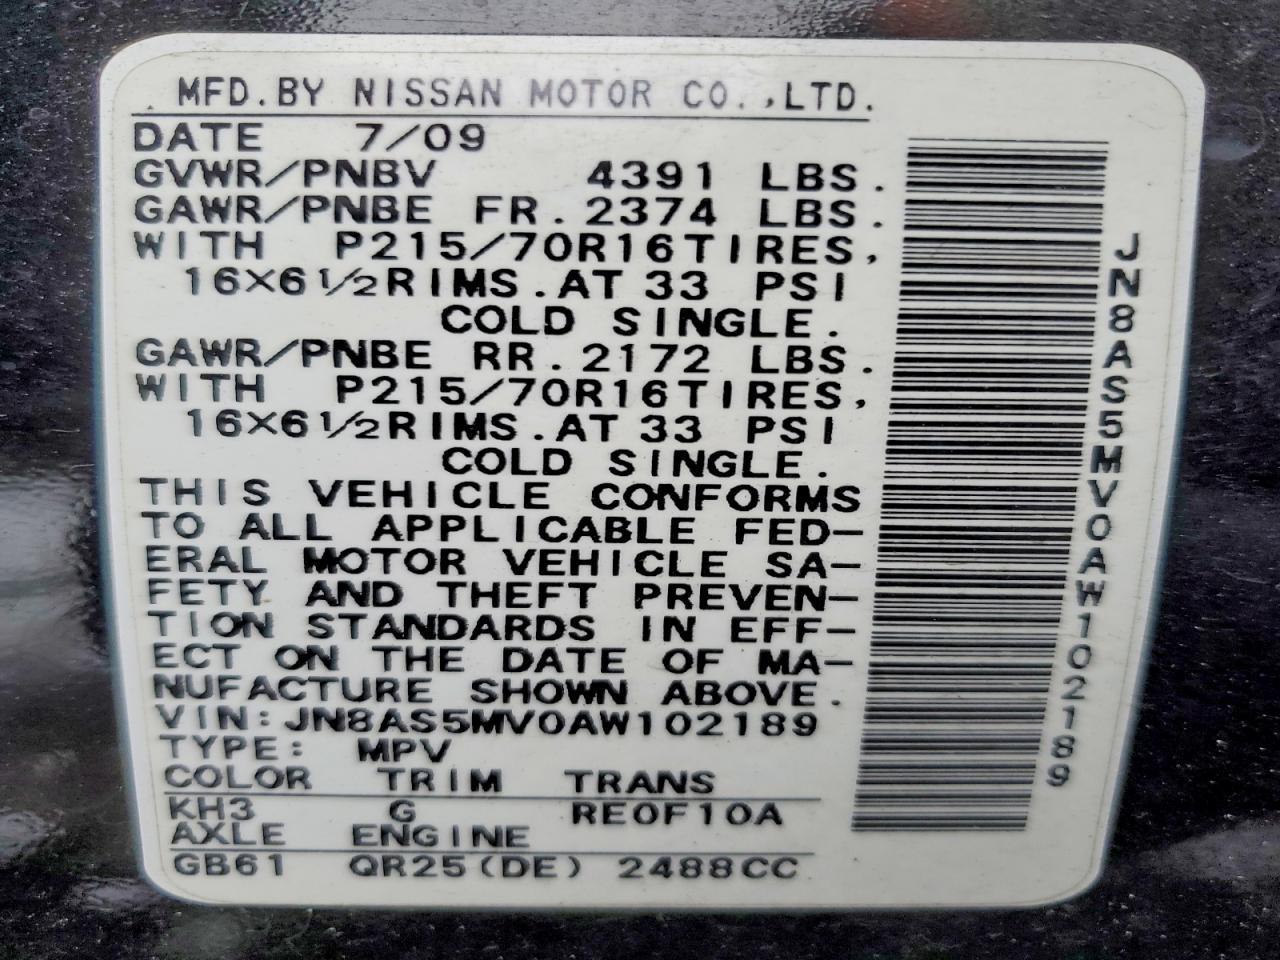 MFD.BY NISSAN MOTOR CO.,LTD.
DATE 7/09
GVWR/PNBV 4391 LBS.
GAWR/PNBE FR.2374 LBS.
WITH P215/70R16TIRES,
16X6 1/2RIMS.AT 33 PSI
COLD SINGLE.
GAWR/PNBE RR.2172 LBS.
WITH P215/70R16TIRES,
16X6 1/2RIMS.AT 33 PSI
COLD SINGLE.
THIS VEHICLE CONFORMS
TO ALL APPLICABLE FED-
ERAL MOTOR VEHICLE SA-
FETY AND THEFT PREVEN-
TION STANDARDS IN EFF-
ECT ON THE DATE OF MA-
NUFACTURE SHOWN ABOVE.
VIN:JN8AS5MV0AW102189
TYPE: MPV
COLOR TRIM TRANS
KH3 G RE0F10A
AXLE ENGINE
GB61 QR25(DE) 2488CC
JN8AS5MV0AW102189